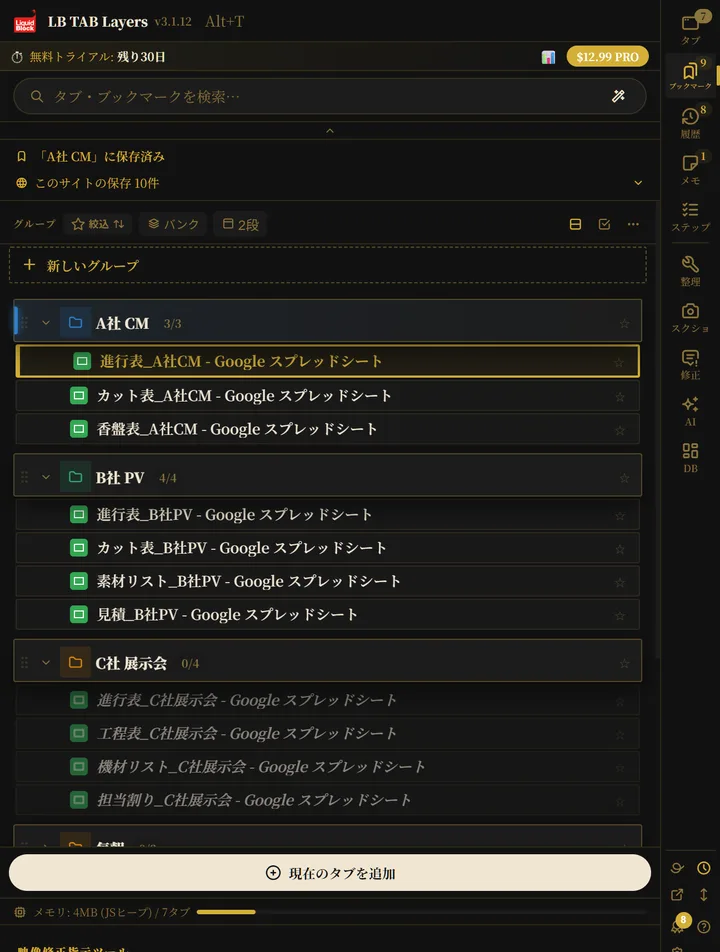 Liquid Block
LB TAB Layers v3.1.12 Alt+T
無料トライアル: 残り30日
$12.99 PRO
タブ・ブックマークを検索…
「A社 CM」に保存済み
このサイトの保存 10件
グループ 絞込 バンク 2段
新しいグループ
A社 CM 3/3
進行表_A社CM - Google スプレッドシート
カット表_A社CM - Google スプレッドシート
香盤表_A社CM - Google スプレッドシート
B社 PV 4/4
進行表_B社PV - Google スプレッドシート
カット表_B社PV - Google スプレッドシート
素材リスト_B社PV - Google スプレッドシート
見積_B社PV - Google スプレッドシート
C社 展示会 0/4
進行表_C社展示会 - Google スプレッドシート
工程表_C社展示会 - Google スプレッドシート
機材リスト_C社展示会 - Google スプレッドシート
担当割り_C社展示会 - Google スプレッドシート
現在のタブを追加
メモリ: 4MB (JSヒープ) / 7タブ
映像修正指示ツール
7
タブ
9
ブックマーク
8
履歴
1
メモ
ステップ
整理
スクショ
修正
AI
DB
8